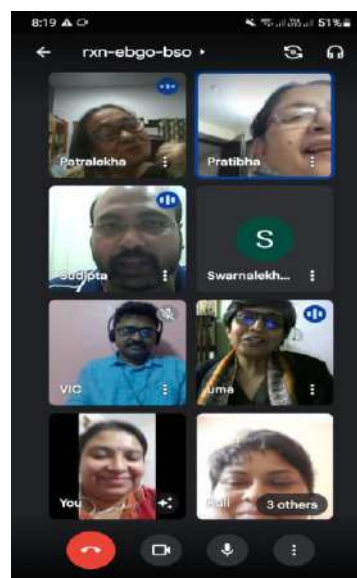 8:19
51%
rxn-ebgo-bso
Patralekha
Pratibha
Sudipta
S
Swarnalekh...
VIC
uma
You
3 others